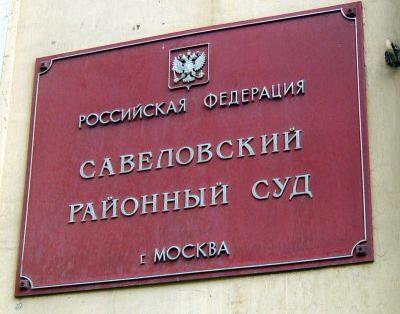 РОССИЙСКАЯ ФЕДЕРАЦИЯ
САВЕЛОВСКИЙ
РАЙОННЫЙ СУД
г. МОСКВА